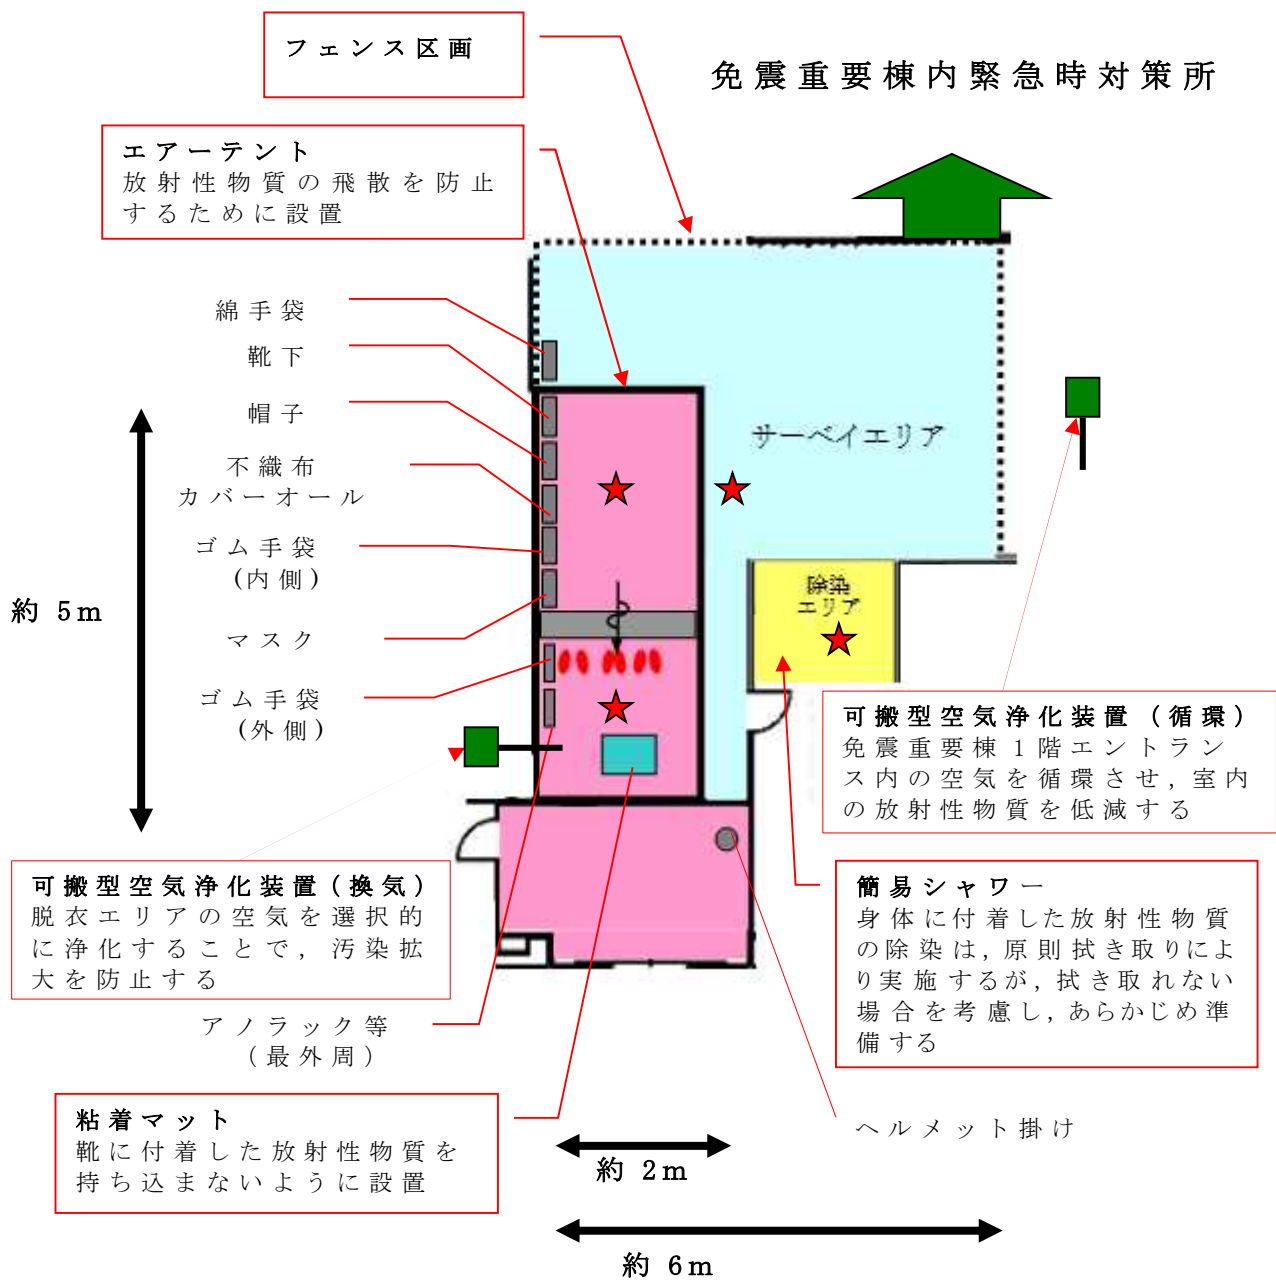 フェンス区画
免震重要棟内緊急時対策所
エアーテント
放射性物質の飛散を防止
するために設置
綿手袋
靴下
帽子
不織布
カバーオール
ゴム手袋
(内側)
マスク
ゴム手袋
(外側)
約 5m
サーベイエリア
除染
エリア
可搬型空気浄化装置（循環）
免震重要棟１階エントラン
ス内の空気を循環させ,室内
の放射性物質を低減する
可搬型空気浄化装置(換気)
脱衣エリアの空気を選択的
に浄化することで，汚染拡
大を防止する
簡易シャワー
身体に付着した放射性物質
の除染は,原則拭き取りによ
り実施するが,拭き取れない
場合を考慮し,あらかじめ準
備する
アノラック等
（最外周）
粘着マット
靴に付着した放射性物質を
持ち込まないように設置
ヘルメット掛け
約 2m
約 6m